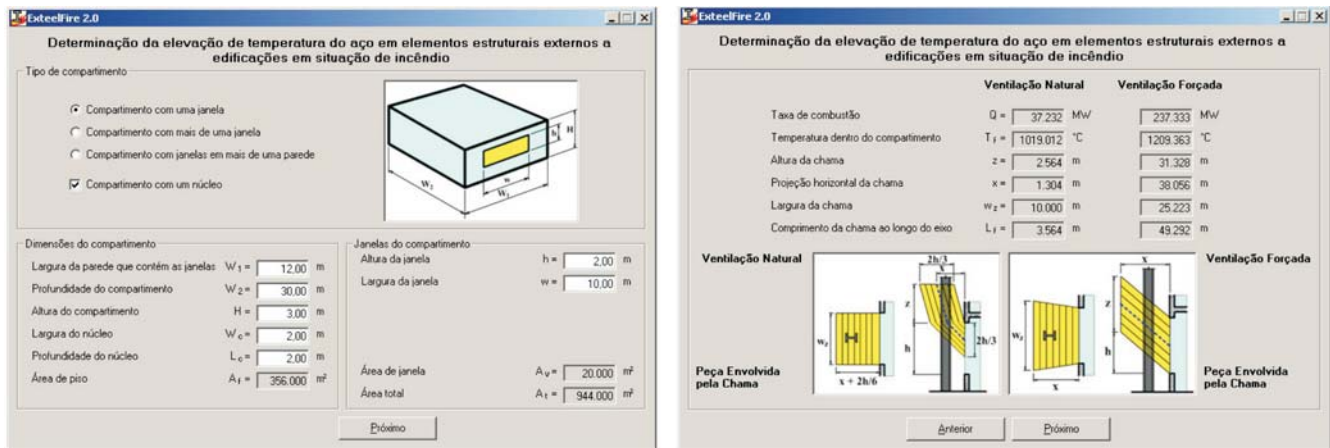 ExteelFire 2.0
Determinação da elevação de temperatura do aço em elementos estruturais externos a
edificações em situação de incêndio
Tipo de compartimento
Compartimento com uma janela
Compartimento com mais de uma janela
Compartimento com janelas em mais de uma parede
Compartimento com um núcleo
h
H
w
W₂
W₁
Dimensões do compartimento
Largura da parede que contém as janelas W₁ = 12,00 m
Profundidade do compartimento W₂ = 30,00 m
Altura do compartimento H = 3,00 m
Largura do núcleo W c = 2,00 m
Profundidade do núcleo L c = 2,00 m
Área de piso A f = 356.000 m²
Janelas do compartimento
Altura da janela h = 2,00 m
Largura da janela w = 10,00 m
Área de janela A v = 20.000 m²
Área total A t = 944.000 m²
Próximo
ExteelFire 2.0
Determinação da elevação de temperatura do aço em elementos estruturais externos a
edificações em situação de incêndio
Ventilação Natural Ventilação Forçada
Taxa de combustão Q = 37.232 MW 237.333 MW
Temperatura dentro do compartimento T f = 1019.012 °C 1209.363 °C
Altura da chama z = 2.564 m 31.328 m
Projeção horizontal da chama x = 1.304 m 38.056 m
Largura da chama w z = 10.000 m 25.223 m
Comprimento da chama ao longo do eixo L f = 3.564 m 49.292 m
Ventilação Natural
Peça Envolvida
pela Chama
2h/3
x
z
w z
h
2h/3
x + 2h/6
x
z
w z
h
x
Ventilação Forçada
Peça Envolvida
pela Chama
Anterior Próximo